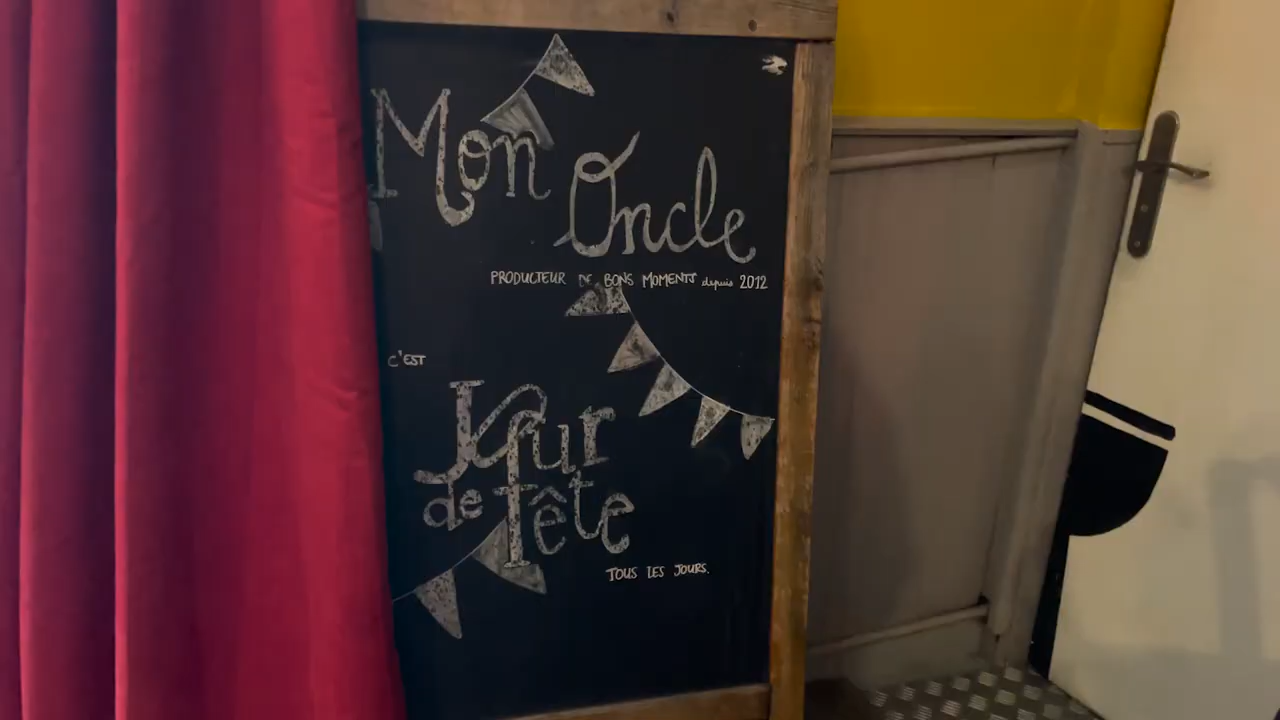 Mon
Oncle
PRODUCTEUR DE BONS MOMENTS depuis 2012
C'EST
Jour
de fête
TOUS LES JOURS.